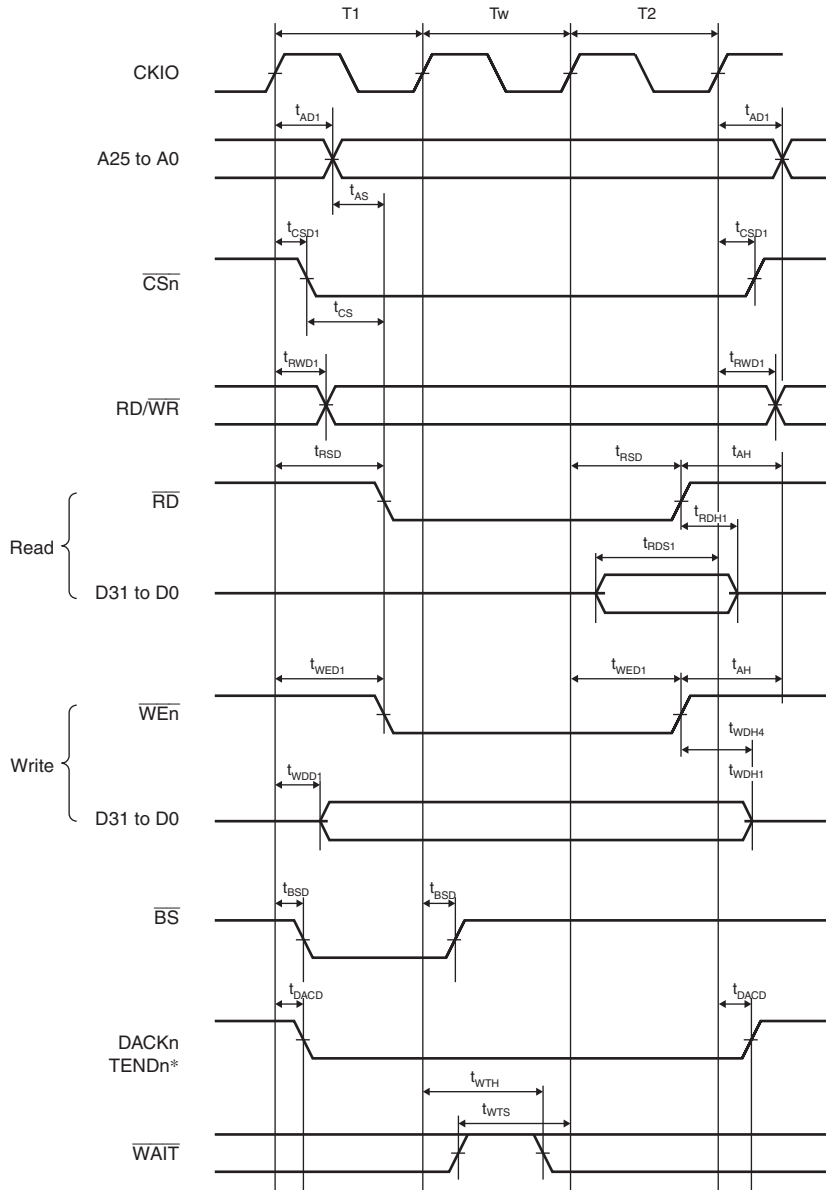 T1 Tw T2
CKIO
tAD1 tAD1
A25 to A0
tAS
tCSD1 tCSD1
CSn
tCS
tRWD1 tRWD1
RD/WR
tRSD tRSD tAH
RD
tRDH1
Read
tRDS1
D31 to D0
tWED1 tWED1 tAH
WEn
tWDH4
Write
tWDD1 tWDH1
D31 to D0
tBSD tBSD
BS
tDACD tDACD
DACKn
TENDn*
tWTH
tWTS
WAIT